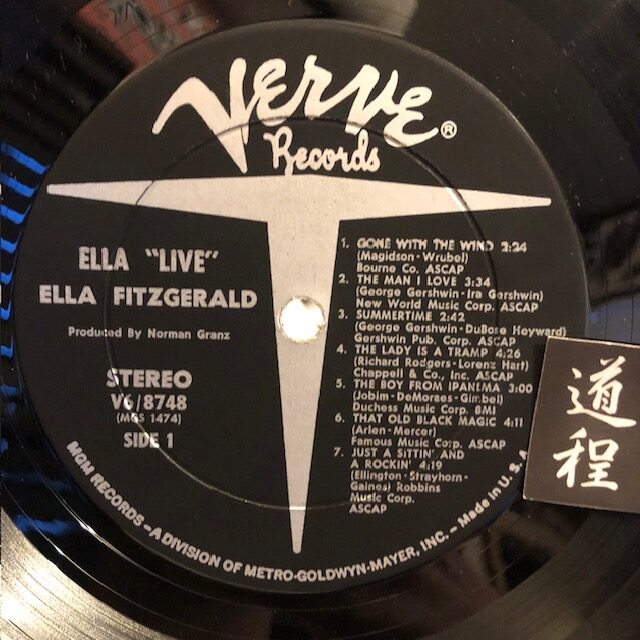 Verve®
Records
ELLA "LIVE"
ELLA FITZGERALD
Produced By Norman Granz
STEREO
V6/8748
(MGS 1474)
SIDE 1
1. GONE WITH THE WIND 2:24
(Magidson - Wrubel)
Bourne Co. ASCAP
2. THE MAN I LOVE 3:34
(George Gershwin-Ira Gershwin)
New World Music Corp. ASCAP
3. SUMMERTIME 2:42
(George Gershwin-DuBose Heyward)
Gershwin Pub. Corp. ASCAP
4. THE LADY IS A TRAMP 4:26
(Richard Rodgers-Lorenz Hart)
Chappell & Co., Inc ASCAP
5. THE BOY FROM IPANEMA 3:00
(Jobim-DeMorses-Gimbel)
Duchess Music Corp. BMI
6. THAT OLD BLACK MAGIC 4:11
(Arlen-Mercer)
Famous Music Corp. ASCAP
7. JUST A SITTIN' AND
A ROCKIN' 4:19
(Ellington-Strayhorn-
Gaines) Robbins
Music Corp.
ASCAP
MGM RECORDS – A DIVISION OF METRO-GOLDWYN-MAYER, INC. – Made in U.S.A.
道程